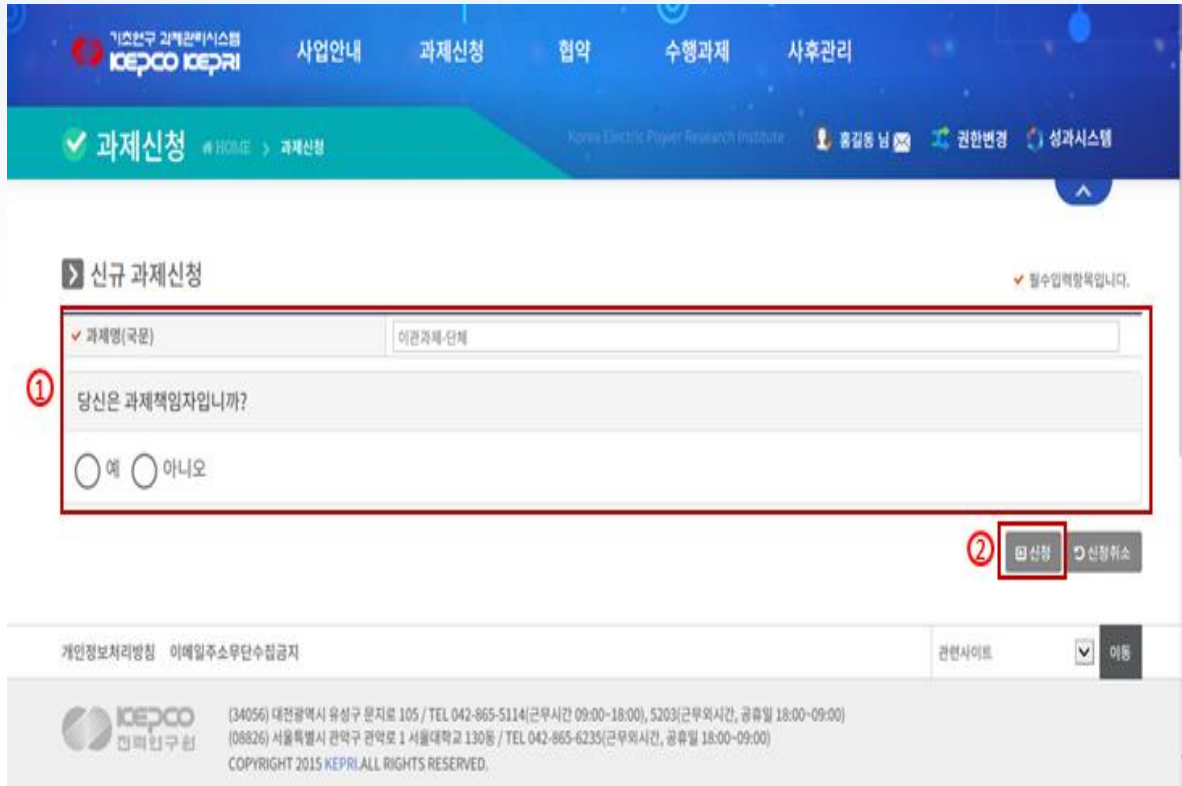 기초연구 과제관리시스템
KEPCO KEPRI
사업안내 과제신청 협약 수행과제 사후관리
과제신청 HOME > 과제신청
Korea Electric Power Research Institute
홍길동 님 권한변경 성과시스템
신규 과제신청
필수입력항목입니다.
과제명(국문) 이관과제-단체
①
당신은 과제책임자입니까?
예 아니오
② 신청 신청취소
개인정보처리방침 이메일주소무단수집금지 관련사이트 이동
KEPCO
전력연구원
(34056) 대전광역시 유성구 문지로 105 / TEL 042-865-5114(근무시간 09:00~18:00), 5203(근무외시간, 공휴일 18:00~09:00)
(08826) 서울특별시 관악구 관악로 1 서울대학교 130동 / TEL 042-865-6235(근무외시간, 공휴일 18:00~09:00)
COPYRIGHT 2015 KEPRI.ALL RIGHTS RESERVED.